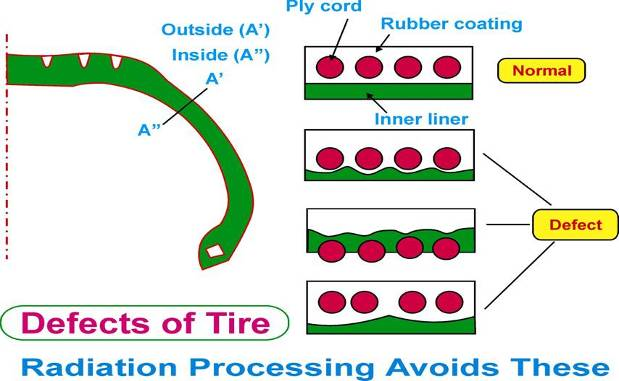 Ply cord
Outside (A’)
Rubber coating
Inside (A”)
A’
Normal
A”
Inner liner
Defect
Defects of Tire
Radiation Processing Avoids These